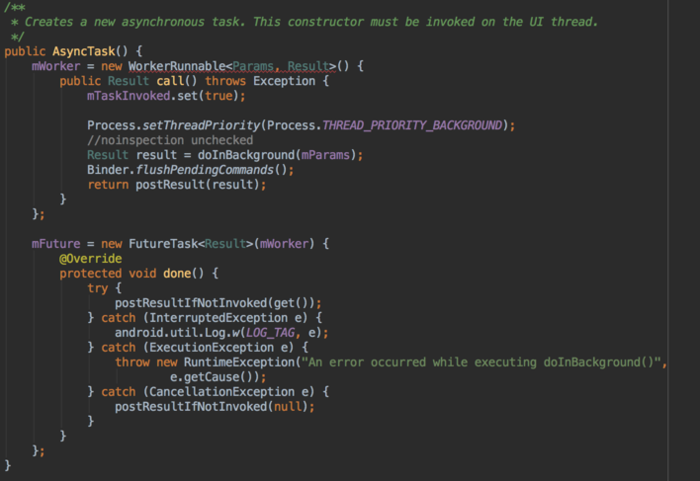 /**
 * Creates a new asynchronous task. This constructor must be invoked on the UI thread.
 */
public AsyncTask() {
    mWorker = new WorkerRunnable<Params, Result>() {
        public Result call() throws Exception {
            mTaskInvoked.set(true);

            Process.setThreadPriority(Process.THREAD_PRIORITY_BACKGROUND);
            //noinspection unchecked
            Result result = doInBackground(mParams);
            Binder.flushPendingCommands();
            return postResult(result);
        }
    };

    mFuture = new FutureTask<Result>(mWorker) {
        @Override
        protected void done() {
            try {
                postResultIfNotInvoked(get());
            } catch (InterruptedException e) {
                android.util.Log.w(LOG_TAG, e);
            } catch (ExecutionException e) {
                throw new RuntimeException("An error occurred while executing doInBackground()",
                        e.getCause());
            } catch (CancellationException e) {
                postResultIfNotInvoked(null);
            }
        }
    };
}